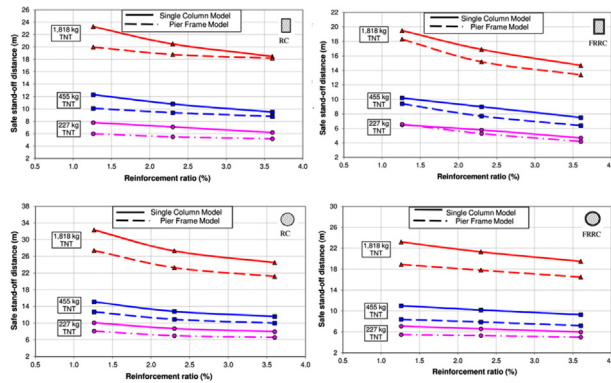 Safe stand-off distance (m)
26
24
22
20
18
16
14
12
10
8
6
4
2
0
Single Column Model
Pier Frame Model
RC
1,818 kg
TNT
455 kg
TNT
227 kg
TNT
0.5
1.0
1.5
2.0
2.5
3.0
3.5
4.0
Reinforcement ratio (%)
Safe stand-off distance (m)
22
20
18
16
14
12
10
8
6
4
2
0
Single Column Model
Pier Frame Model
FRRC
1,818 kg
TNT
455 kg
TNT
227 kg
TNT
0.5
1.0
1.5
2.0
2.5
3.0
3.5
4.0
Reinforcement ratio (%)
Safe stand-off distance (m)
38
34
30
26
22
18
14
10
6
2
Single Column Model
Pier Frame Model
RC
1,818 kg
TNT
455 kg
TNT
227 kg
TNT
0.5
1.0
1.5
2.0
2.5
3.0
3.5
4.0
Reinforcement ratio (%)
Safe stand-off distance (m)
30
26
22
18
14
10
6
2
Single Column Model
Pier Frame Model
FRRC
1,818 kg
TNT
455 kg
TNT
227 kg
TNT
0.5
1.0
1.5
2.0
2.5
3.0
3.5
4.0
Reinforcement ratio (%)